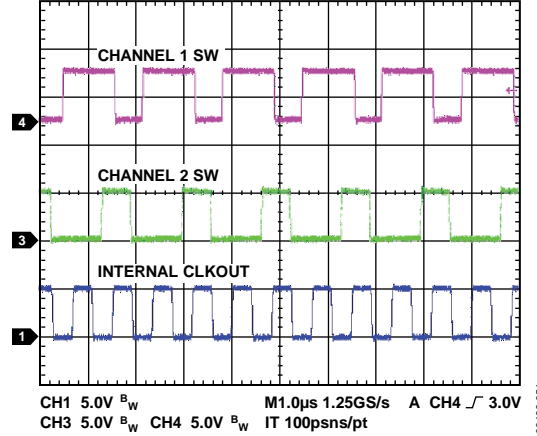 CHANNEL 1 SW
4
CHANNEL 2 SW
3
INTERNAL CLKOUT
1
CH1 5.0V BW M1.0µs 1.25GS/s A CH4 3.0V
CH3 5.0V BW CH4 5.0V BW IT 100psns/pt